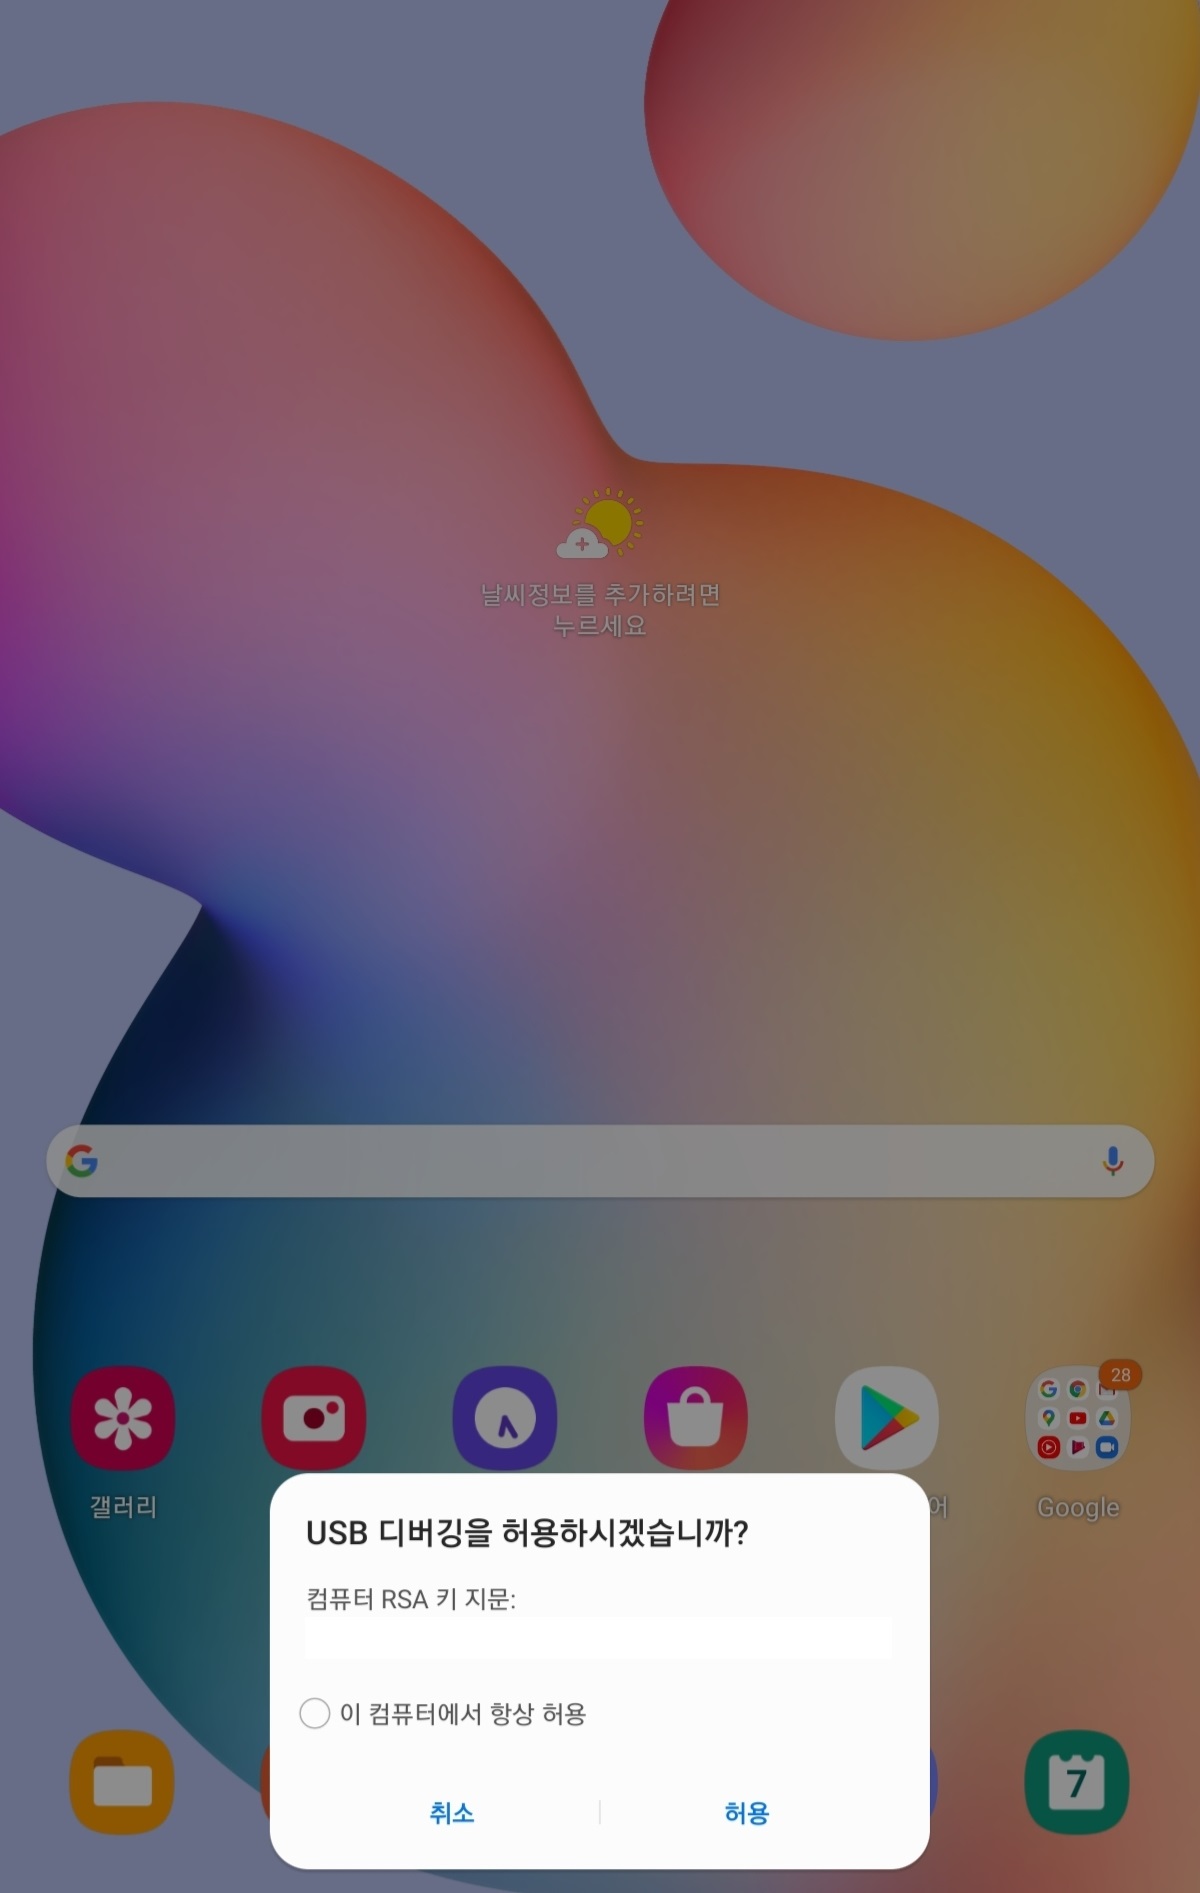 날씨정보를 추가하려면
누르세요
28
갤러리
어
Google
USB 디버깅을 허용하시겠습니까?
컴퓨터 RSA 키 지문:
이 컴퓨터에서 항상 허용
취소
허용
7